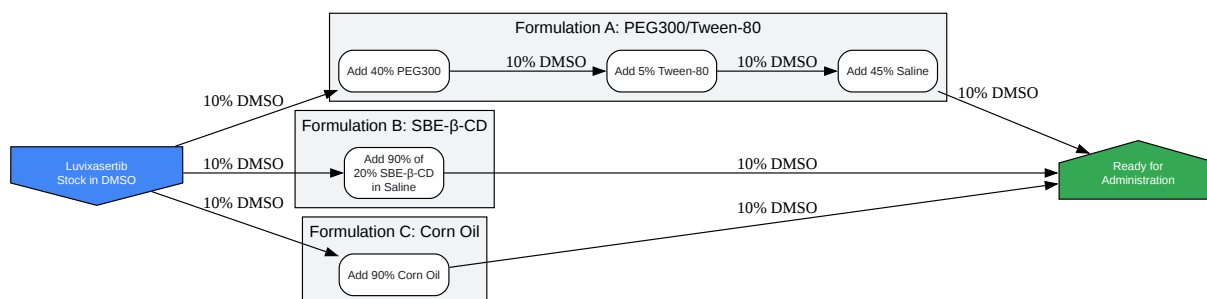 Formulation A: PEG300/Tween-80
Add 40% PEG300
10% DMSO
Add 5% Tween-80
10% DMSO
Add 45% Saline
10% DMSO
10% DMSO
Formulation B: SBE-β-CD
Luvixasertib
Stock in DMSO
10% DMSO
Add 90% of
20% SBE-β-CD
in Saline
10% DMSO
Ready for
Administration
10% DMSO
Formulation C: Corn Oil
Add 90% Corn Oil
10% DMSO